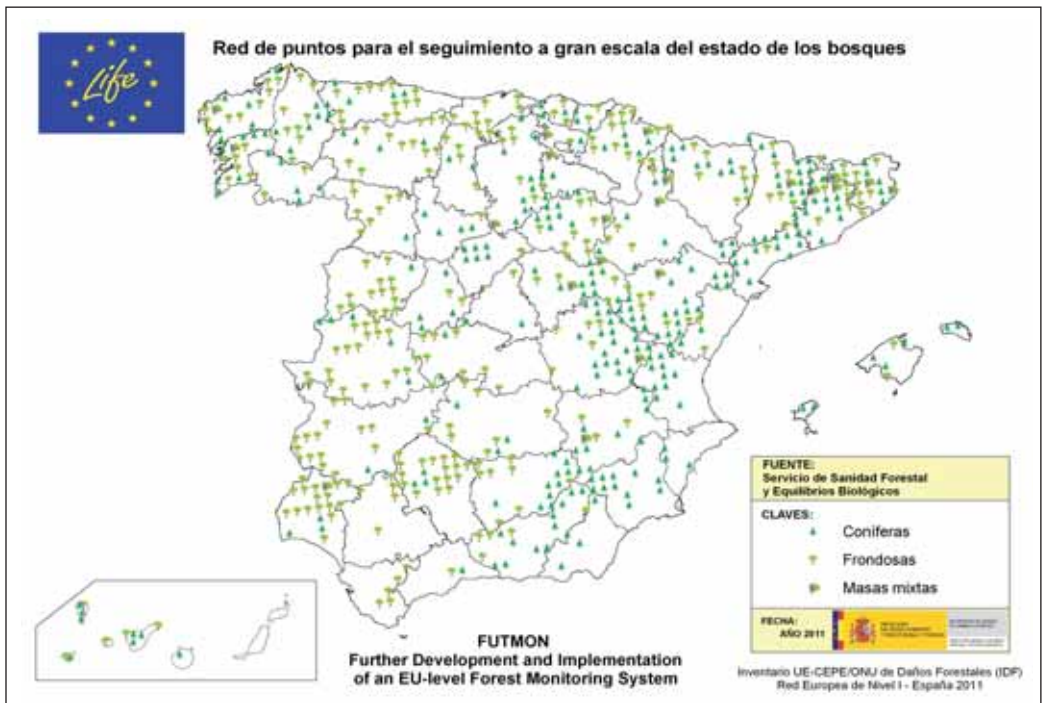 Red de puntos para el seguimiento a gran escala del estado de los bosques
Life
FUENTE:
Servicio de Sanidad Forestal
y Equilibrios Biológicos
CLAVES:
Coníferas
Frondosas
Masas mixtas
FECHA:
AÑO 2011
FUTMON
Further Development and Implementation
of an EU-level Forest Monitoring System
Inventario UE-CEPE/ONU de Daños Forestales (IDF)
Red Europea de Nivel I - España 2011